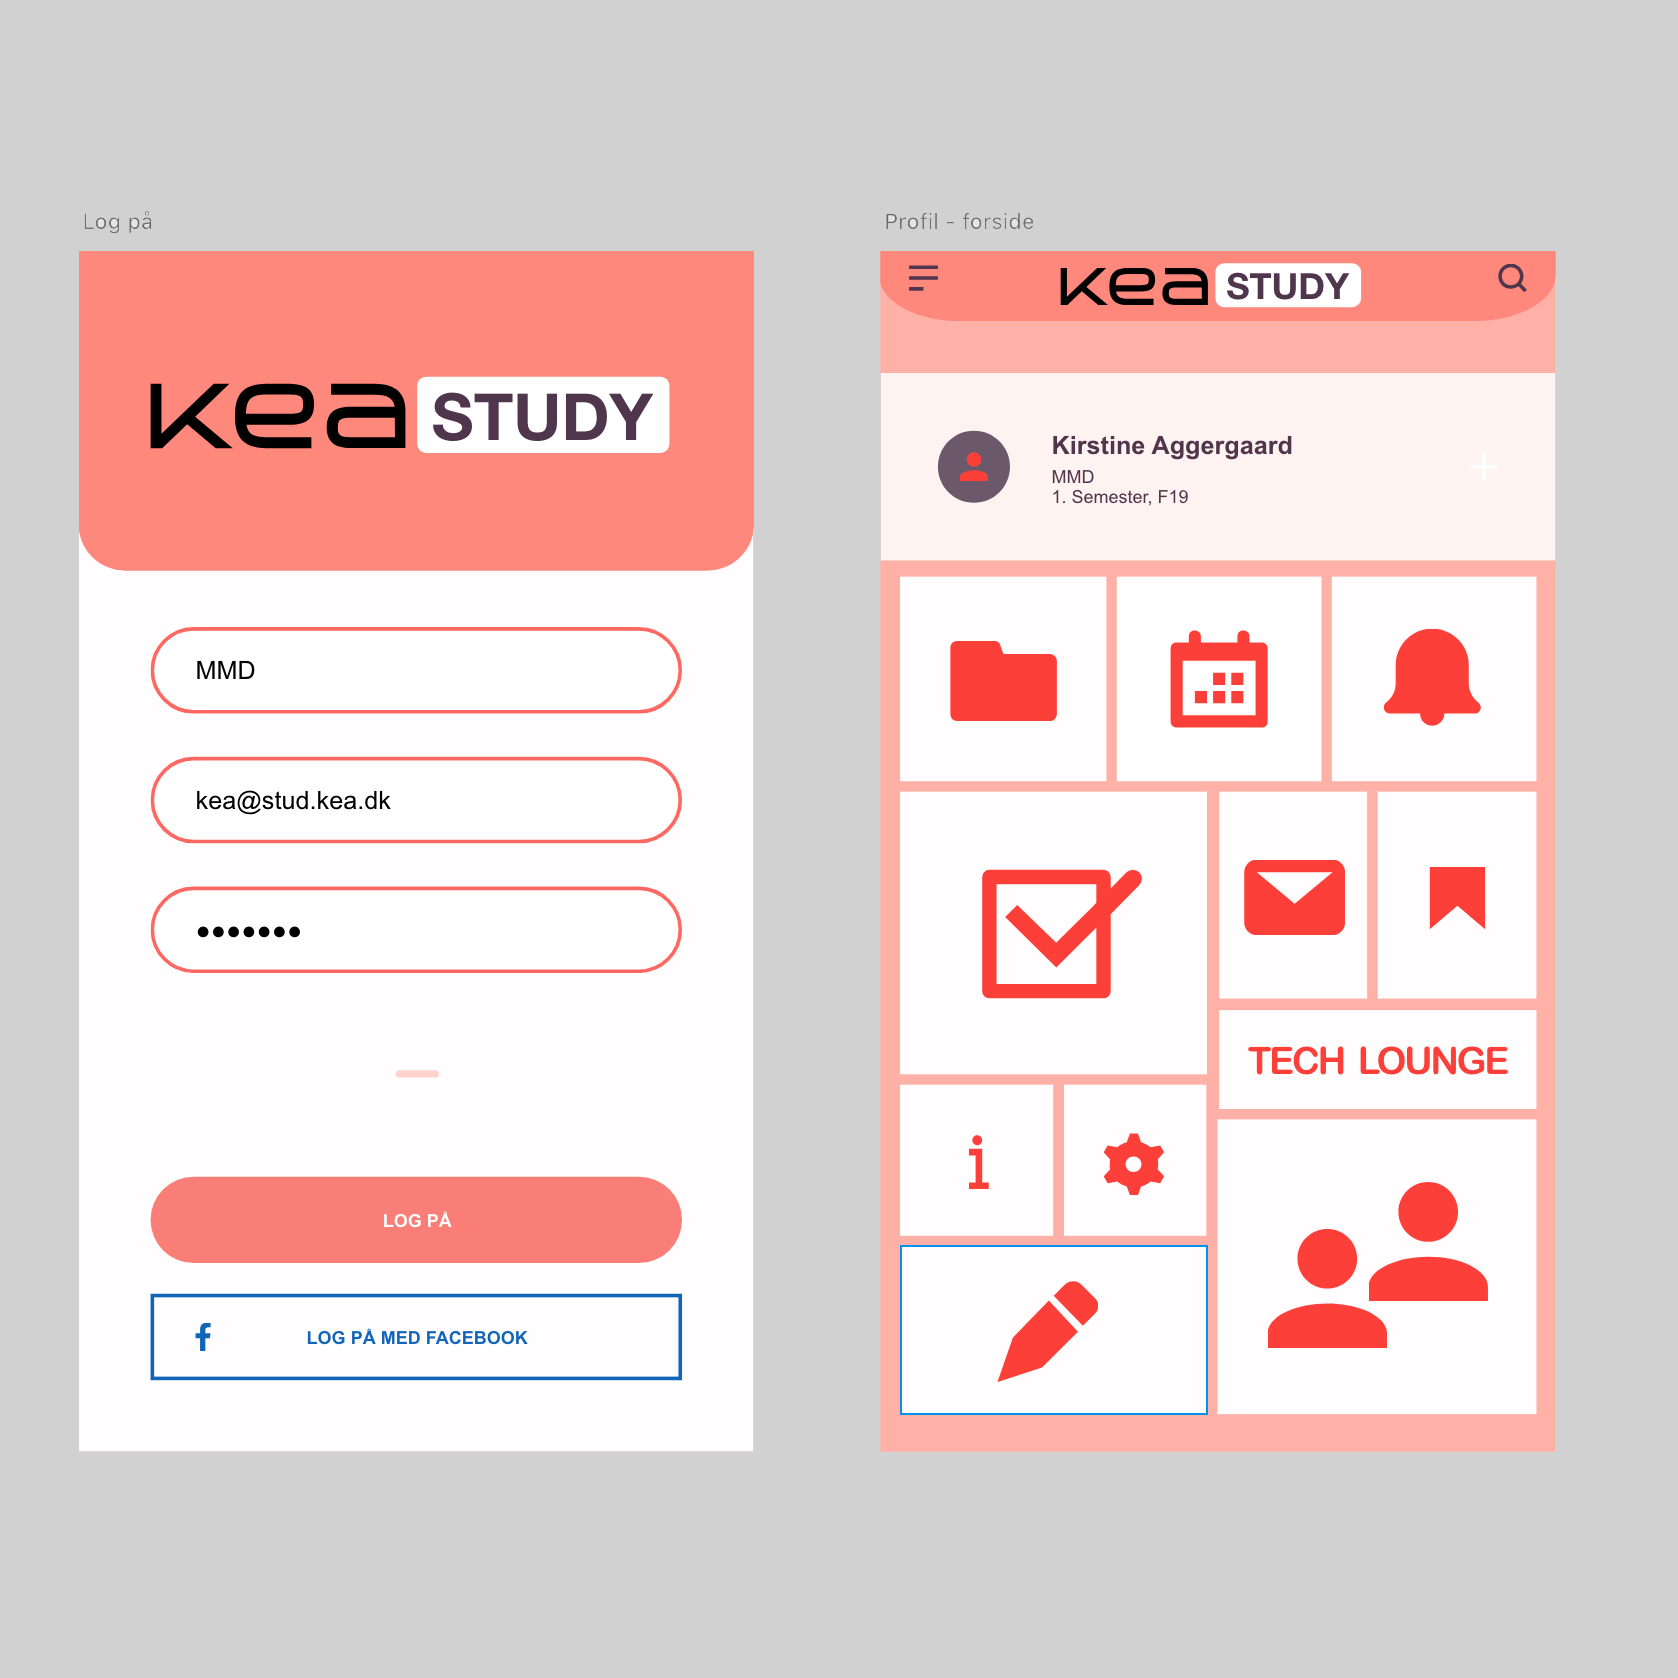 Log på
kea STUDY
MMD
kea@stud.kea.dk
•••••••
LOG PÅ
LOG PÅ MED FACEBOOK
Profil - forside
kea STUDY
Kirstine Aggergaard
MMD
1. Semester, F19
TECH LOUNGE